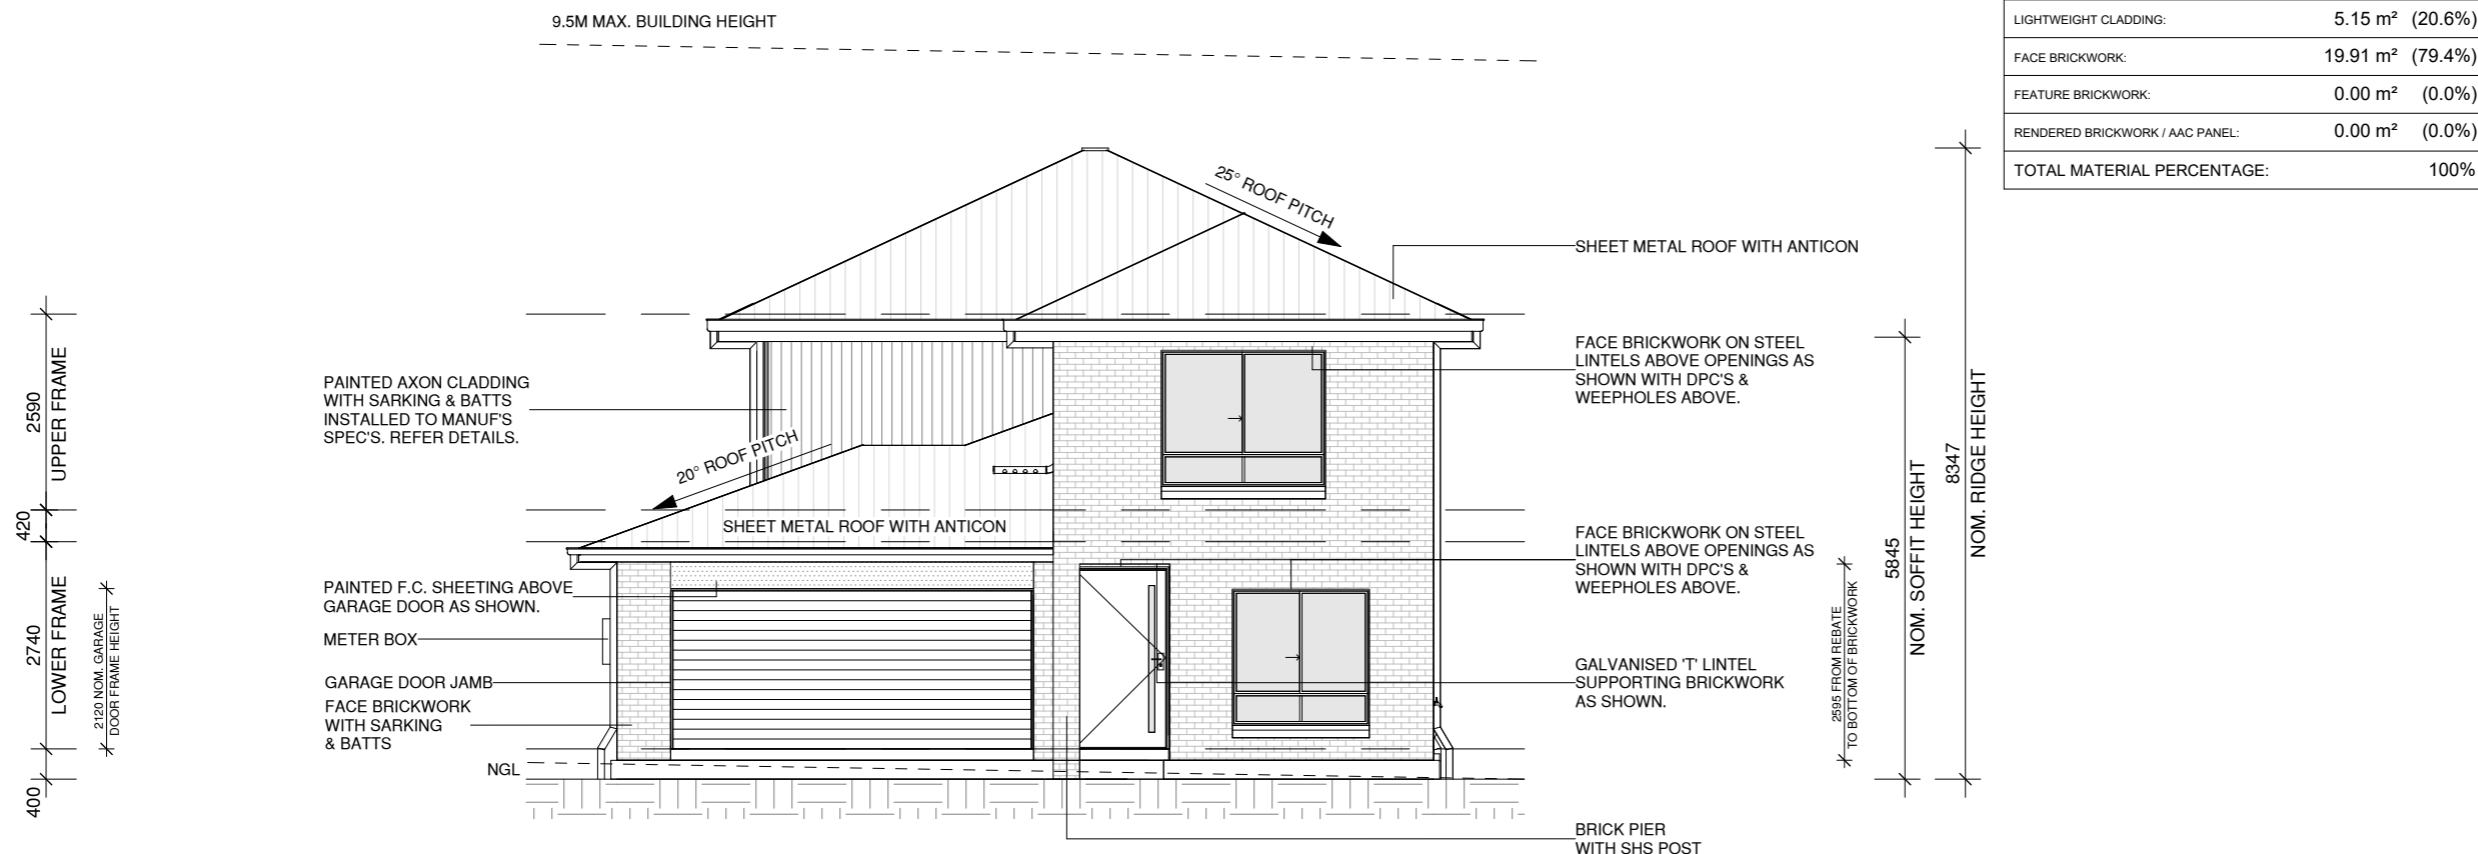 9.5M MAX. BUILDING HEIGHT
LIGHTWEIGHT CLADDING: 5.15 m² (20.6%)
FACE BRICKWORK: 19.91 m² (79.4%)
FEATURE BRICKWORK: 0.00 m² (0.0%)
RENDERED BRICKWORK / AAC PANEL: 0.00 m² (0.0%)
TOTAL MATERIAL PERCENTAGE: 100%
25° ROOF PITCH
SHEET METAL ROOF WITH ANTICON
FACE BRICKWORK ON STEEL
LINTELS ABOVE OPENINGS AS
SHOWN WITH DPC'S &
WEEPHOLES ABOVE.
PAINTED AXON CLADDING
WITH SARKING & BATTS
INSTALLED TO MANUF'S
SPEC'S. REFER DETAILS.
20° ROOF PITCH
SHEET METAL ROOF WITH ANTICON
FACE BRICKWORK ON STEEL
LINTELS ABOVE OPENINGS AS
SHOWN WITH DPC'S &
WEEPHOLES ABOVE.
PAINTED F.C. SHEETING ABOVE
GARAGE DOOR AS SHOWN.
METER BOX
GARAGE DOOR JAMB
FACE BRICKWORK
WITH SARKING
& BATTS
NGL
GALVANISED 'T' LINTEL
SUPPORTING BRICKWORK
AS SHOWN.
BRICK PIER
WITH SHS POST
2590
UPPER FRAME
420
2740
LOWER FRAME
400
2120 NOM. GARAGE
DOOR FRAME HEIGHT
2595 FROM REBATE
TO BOTTOM OF BRICKWORK
5845
NOM. SOFFIT HEIGHT
8347
NOM. RIDGE HEIGHT